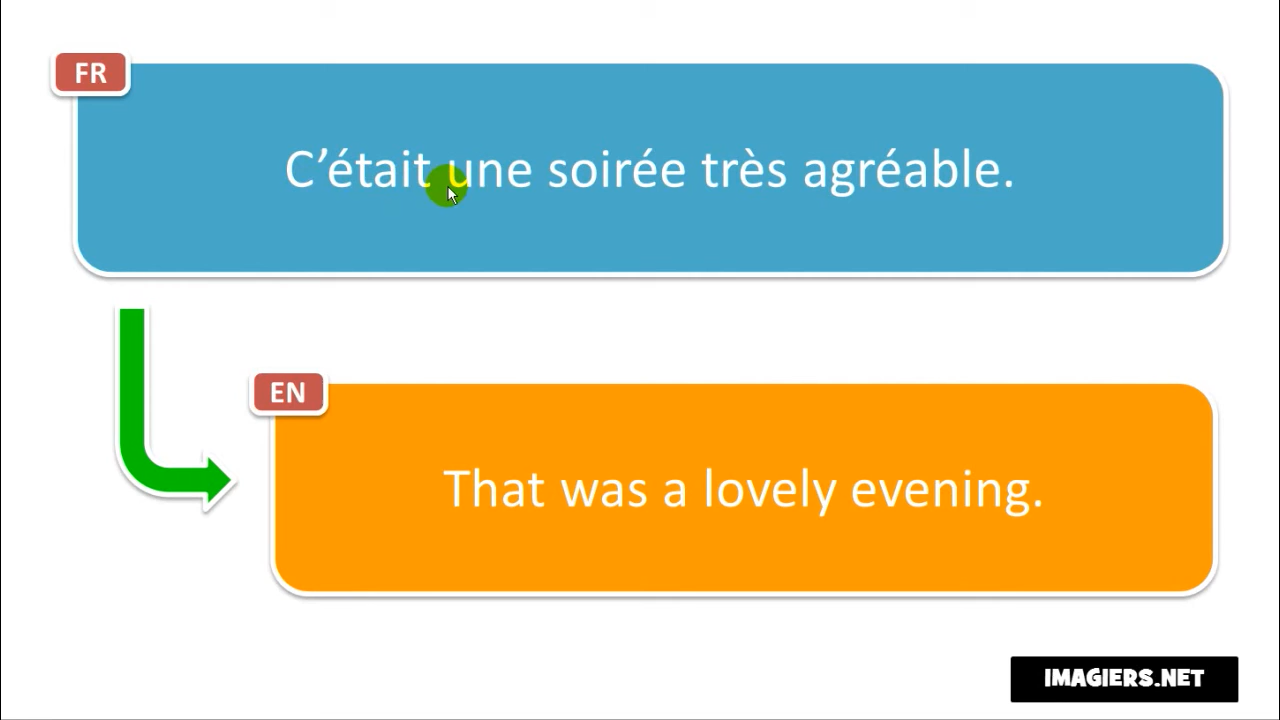 FR
C’était une soirée très agréable.
EN
That was a lovely evening.
IMAGIERS.NET